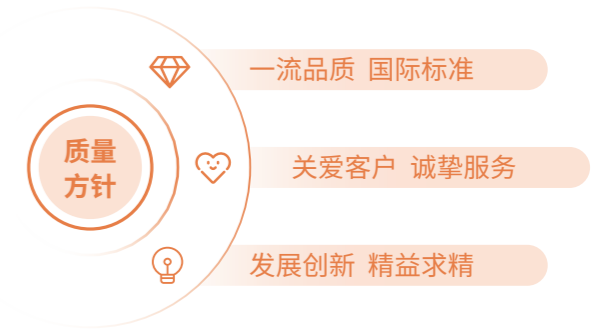 质量
方针
一流品质 国际标准
关爱客户 诚挚服务
发展创新 精益求精